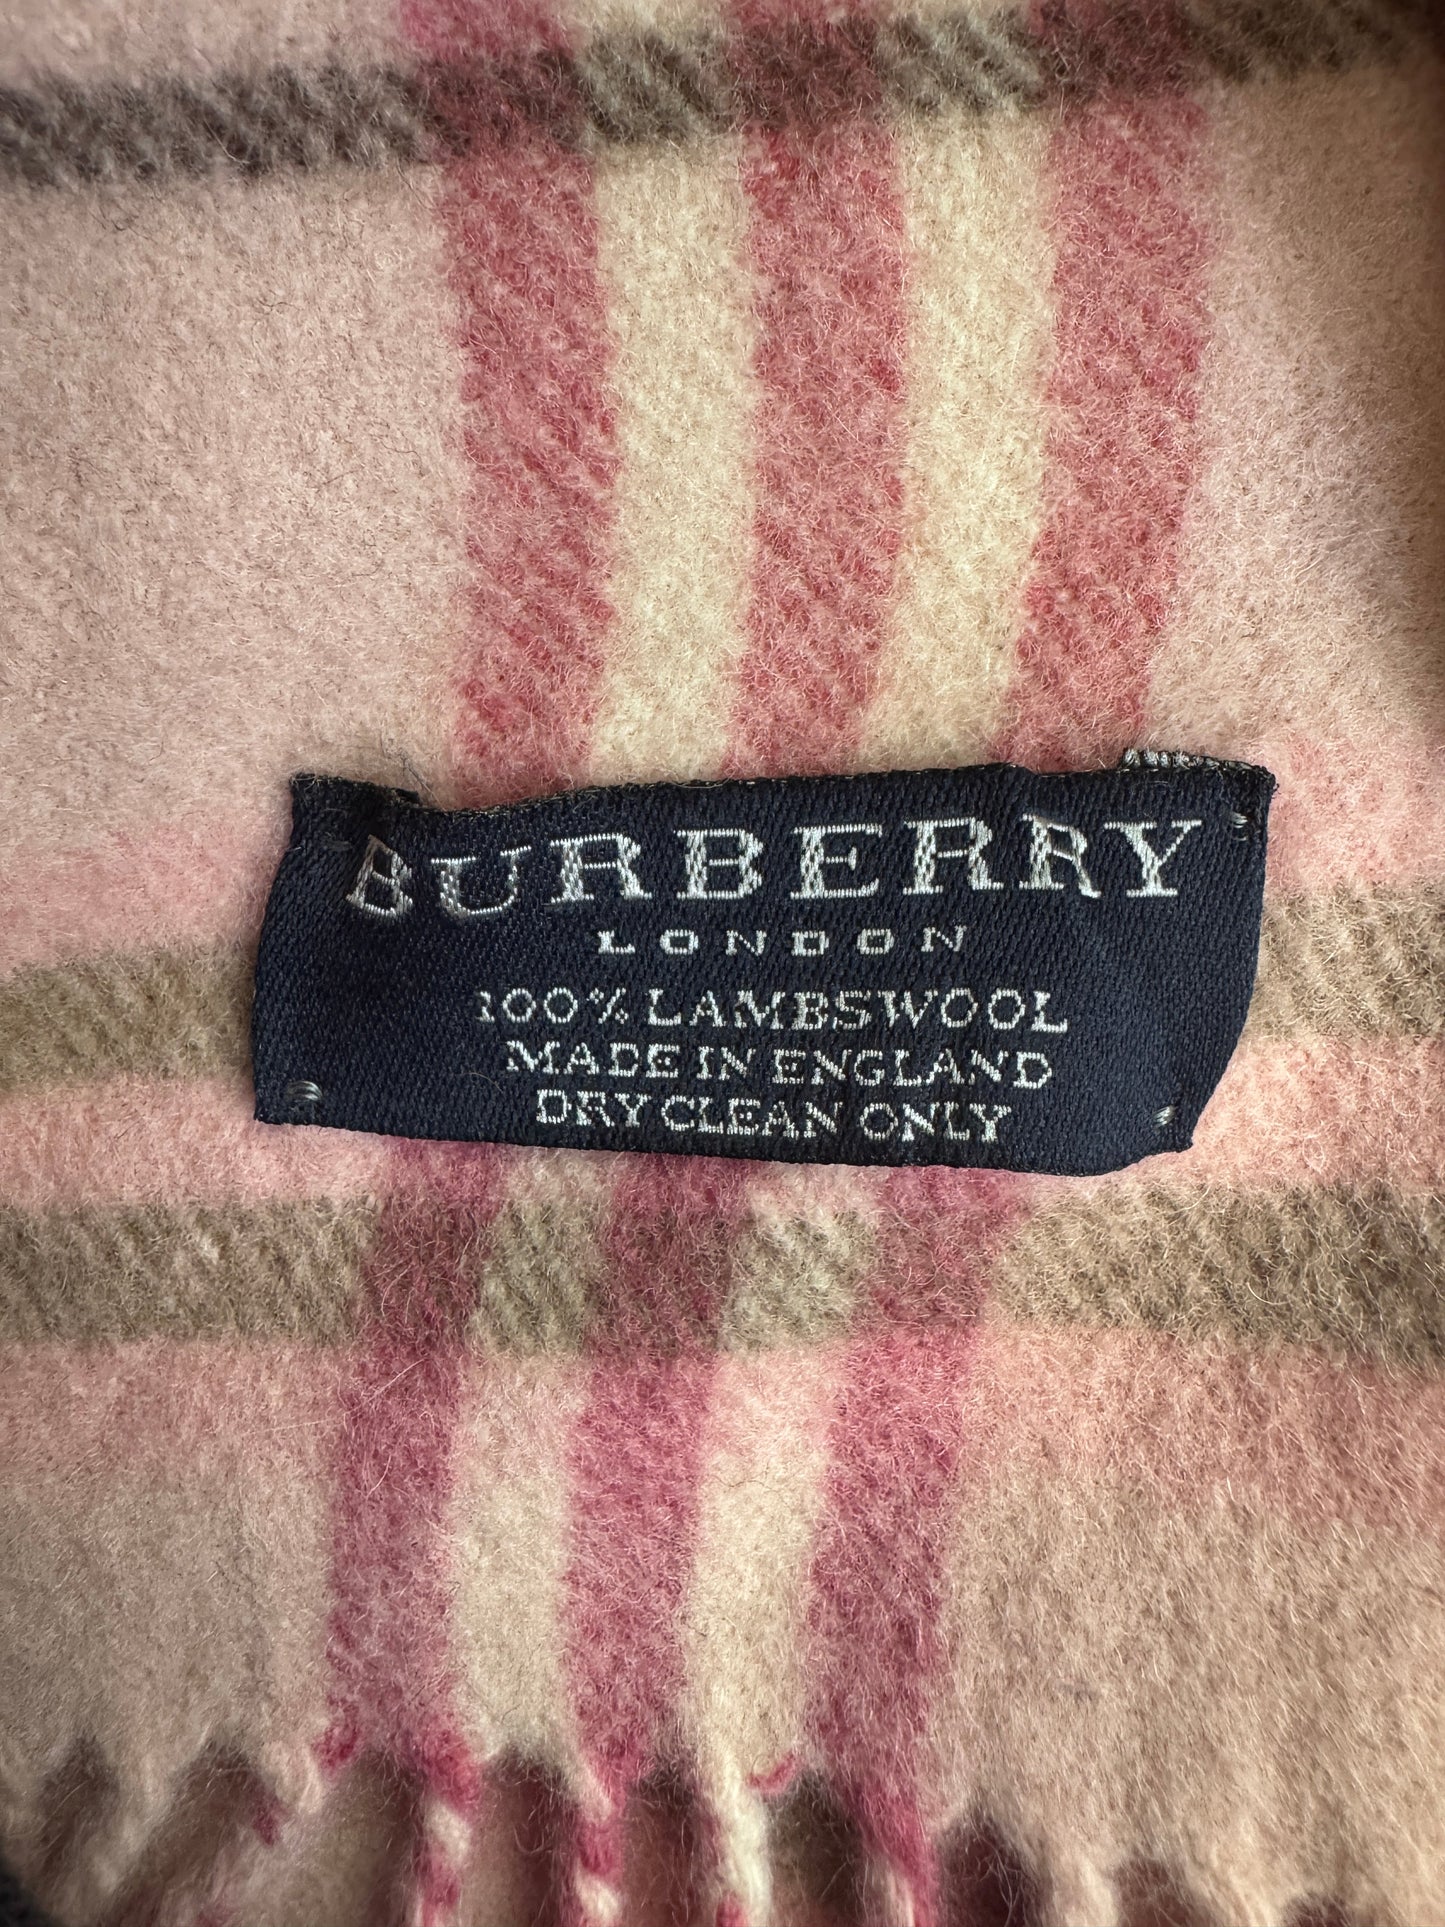 BURBERRY
LONDON
100% LAMBSWOOL
MADE IN ENGLAND
DRY CLEAN ONLY